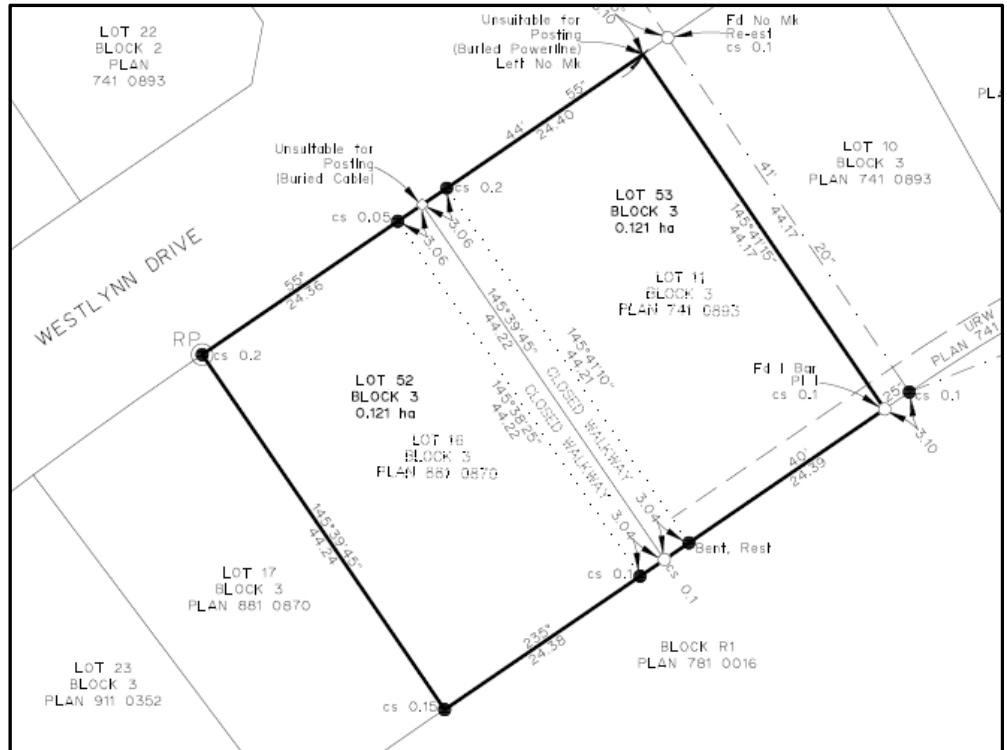 LOT 22
BLOCK 2
PLAN
741 0893
Unsuitable for
Posting
(Buried Powerline)
Left No Mk
3.10
Fd No Mk
Re-est
cs 0.1
LOT 10
BLOCK 3
PLAN 741 0893
Unsuitable for
Posting
(Buried Cable)
44'
55"
24.40
cs 0.2
cs 0.05
3.06
3.06
LOT 53
BLOCK 3
0.121 ha
41'
44.17
20"
145°41'15"
44.17
WESTLYNN DRIVE
55°
24.36
RP
cs 0.2
LOT 11
BLOCK 3
PLAN 741 0893
145°39'45"
44.22
145°41'10"
44.21
CLOSED WALKWAY
CLOSED WALKWAY
145°38'25"
44.22
URW
PLAN 741
Fd I Bar
Pl I
cs 0.1
25"
cs 0.1
3.10
LOT 52
BLOCK 3
0.121 ha
LOT 16
BLOCK 3
PLAN 881 0870
40'
24.39
3.04
3.04
Bent, Rest
cs 0.1
cs 0.1
145°39'45"
44.24
LOT 17
BLOCK 3
PLAN 881 0870
235°
24.38
BLOCK R1
PLAN 781 0016
LOT 23
BLOCK 3
PLAN 911 0352
cs 0.15